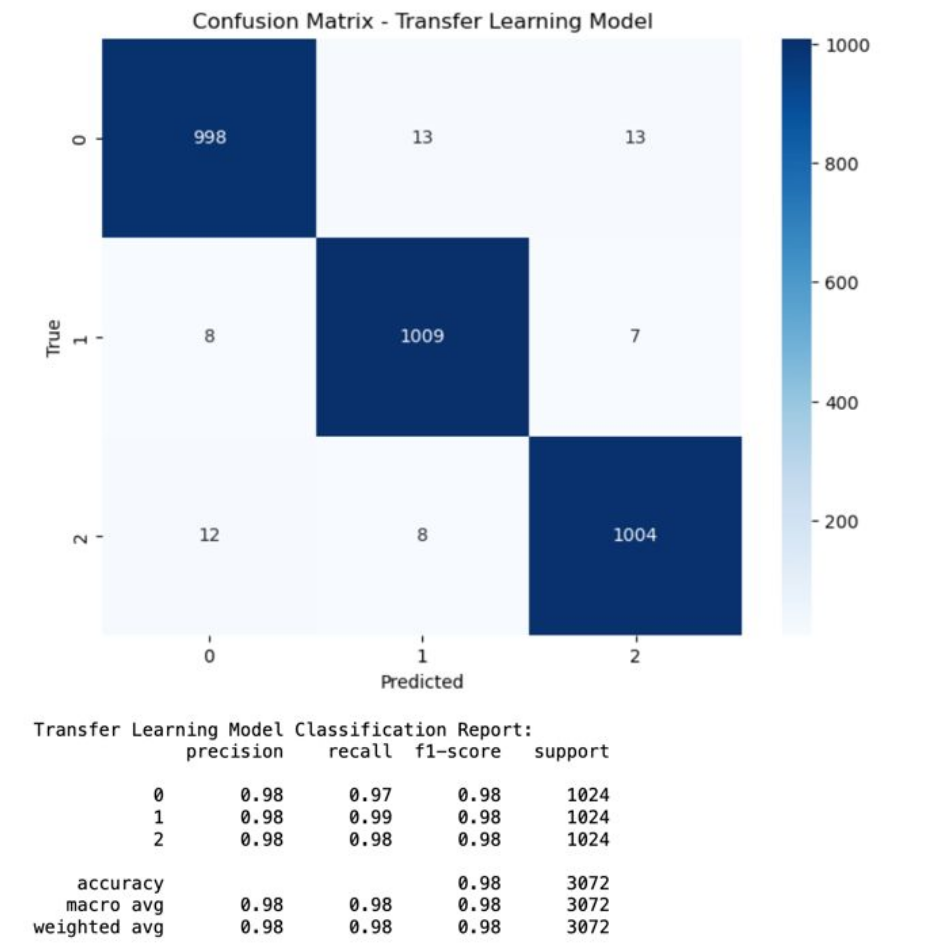 Confusion Matrix - Transfer Learning Model
1000
0 998 13 13
800
600
True
1 8 1009 7
400
200
2 12 8 1004
0 1 2
Predicted
Transfer Learning Model Classification Report:
precision recall f1-score support
0 0.98 0.97 0.98 1024
1 0.98 0.99 0.98 1024
2 0.98 0.98 0.98 1024
accuracy 0.98 3072
macro avg 0.98 0.98 0.98 3072
weighted avg 0.98 0.98 0.98 3072